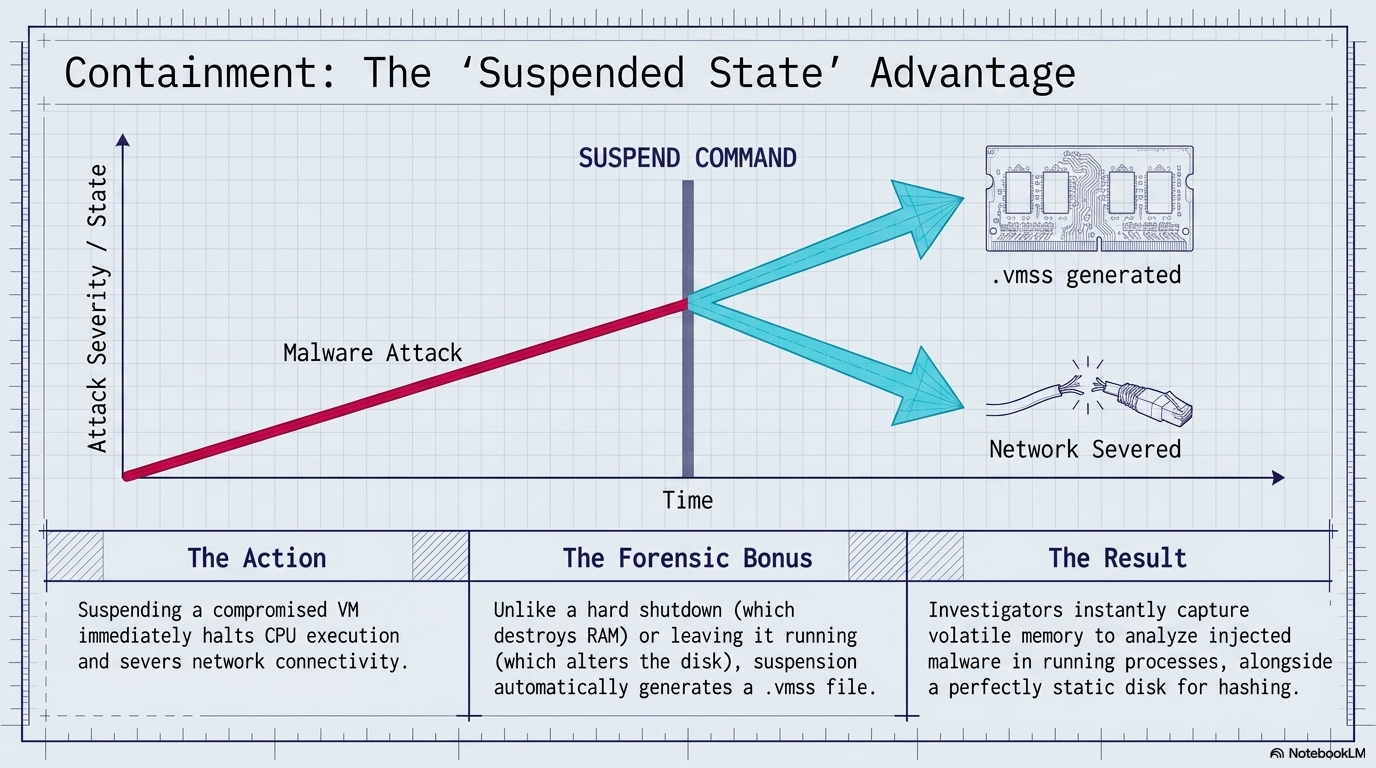 Containment: The ‘Suspended State’ Advantage
SUSPEND COMMAND
Attack Severity / State
Malware Attack
.vmss generated
Network Severed
Time
The Action
Suspending a compromised VM
immediately halts CPU execution
and severs network connectivity.
The Forensic Bonus
Unlike a hard shutdown (which
destroys RAM) or leaving it running
(which alters the disk), suspension
automatically generates a .vmss file.
The Result
Investigators instantly capture
volatile memory to analyze injected
malware in running processes, alongside
a perfectly static disk for hashing.
NotebookLM